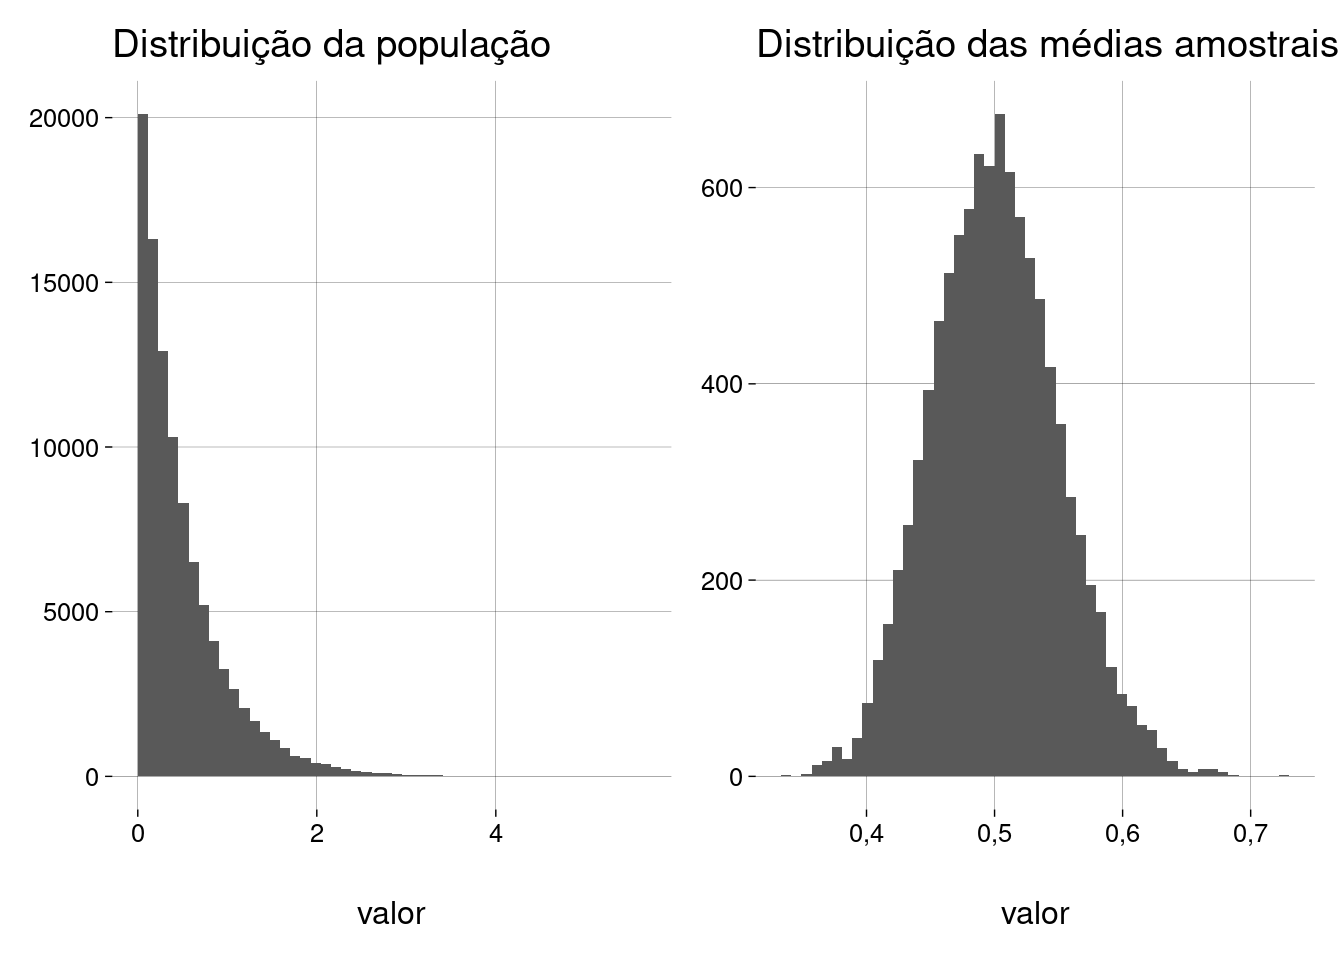 Distribuição da população
20000
15000
10000
5000
0
0 2 4
valor
Distribuição das médias amostrais
600
400
200
0
0,4 0,5 0,6 0,7
valor